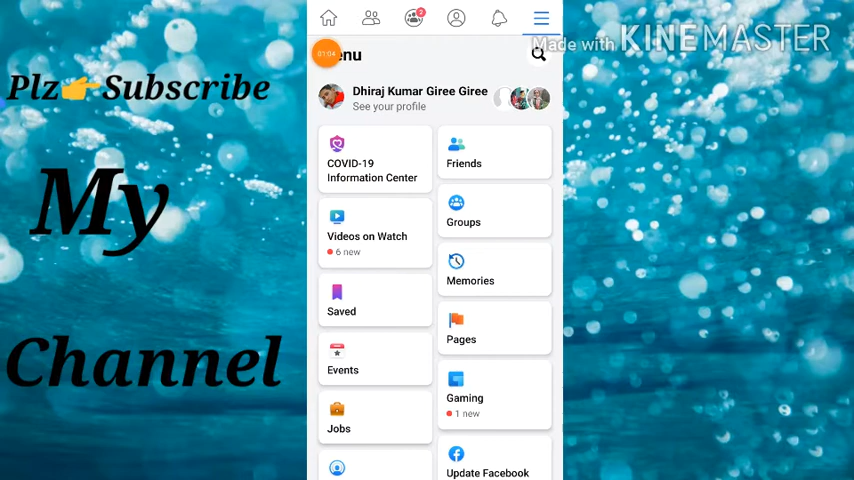 2
01:04
enu
Made with KINEMASTER
Plz👉Subscribe
My
Channel
Dhiraj Kumar Giree Giree
See your profile
COVID-19
Information Center
Friends
Videos on Watch
6 new
Groups
Memories
Saved
Pages
Events
Gaming
1 new
Jobs
Update Facebook